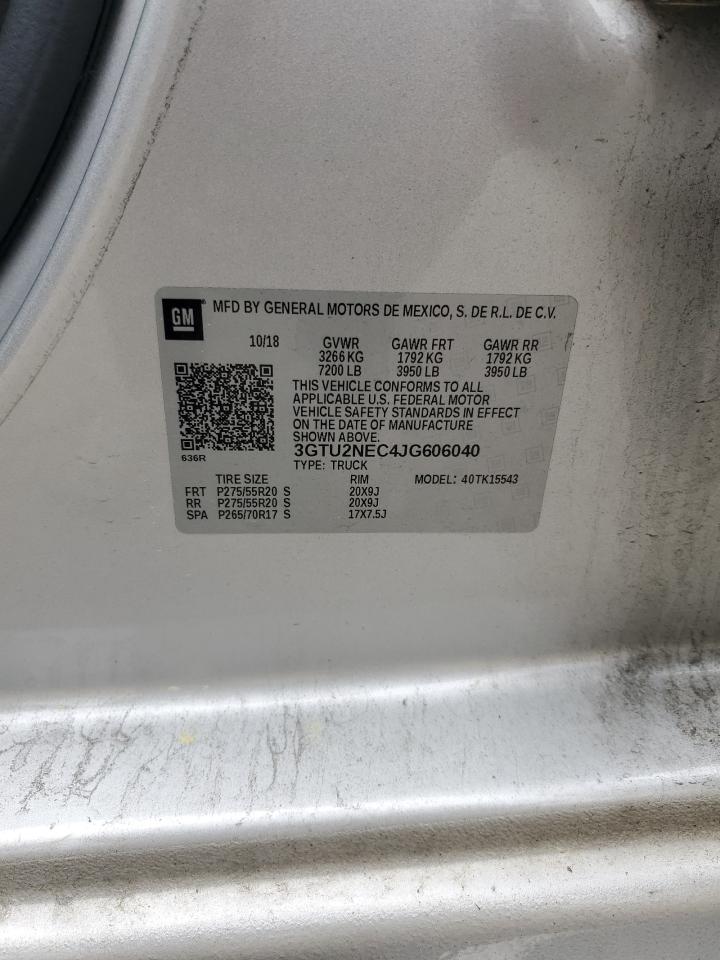 GM® MFD BY GENERAL MOTORS DE MEXICO, S. DE R.L. DE C.V.
10/18 GVWR GAWR FRT GAWR RR
3266 KG 1792 KG 1792 KG
7200 LB 3950 LB 3950 LB
THIS VEHICLE CONFORMS TO ALL
APPLICABLE U.S. FEDERAL MOTOR
VEHICLE SAFETY STANDARDS IN EFFECT
ON THE DATE OF MANUFACTURE
SHOWN ABOVE.
636R 3GTU2NEC4JG606040
TYPE: TRUCK
TIRE SIZE RIM MODEL: 40TK15543
FRT P275/55R20 S 20X9J
RR P275/55R20 S 20X9J
SPA P265/70R17 S 17X7.5J